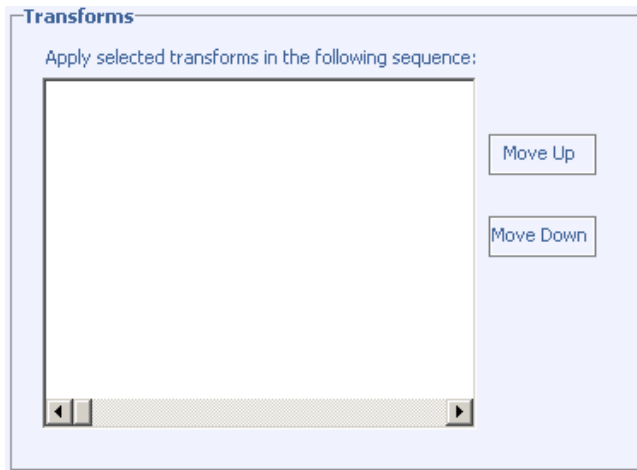 Transforms
Apply selected transforms in the following sequence:
Move Up
Move Down